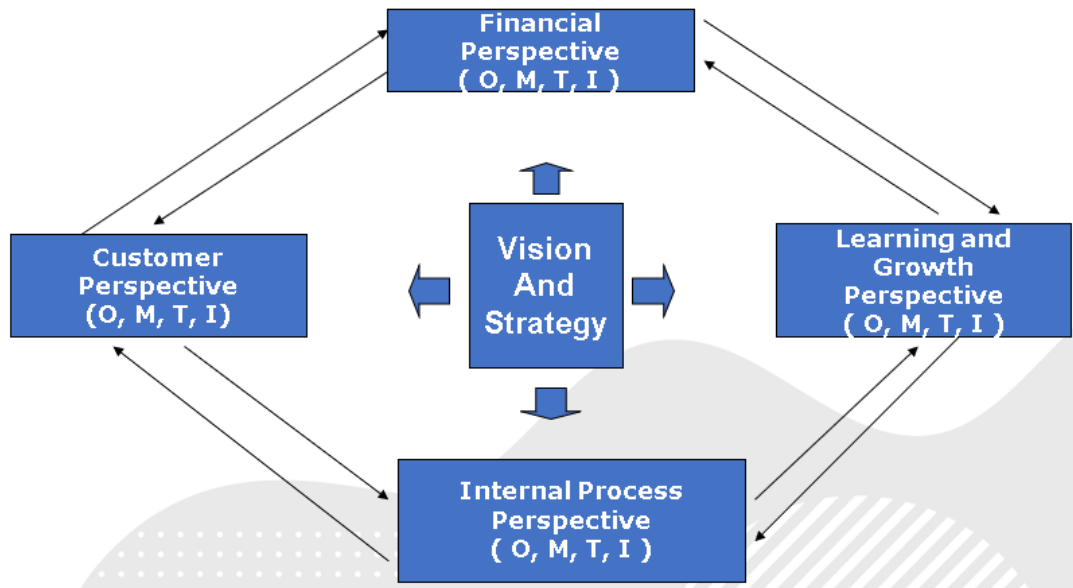 Financial
Perspective
( O, M, T, I )
Customer
Perspective
(O, M, T, I)
Vision
And
Strategy
Learning and
Growth
Perspective
( O, M, T, I )
Internal Process
Perspective
( O, M, T, I )